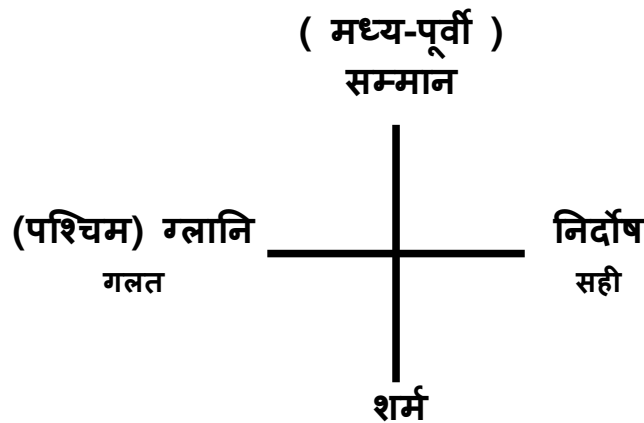 ( मध्य-पूर्वी )
सम्मान
(पश्चिम) ग्लानि
निर्दोष
गलत
सही
शर्म